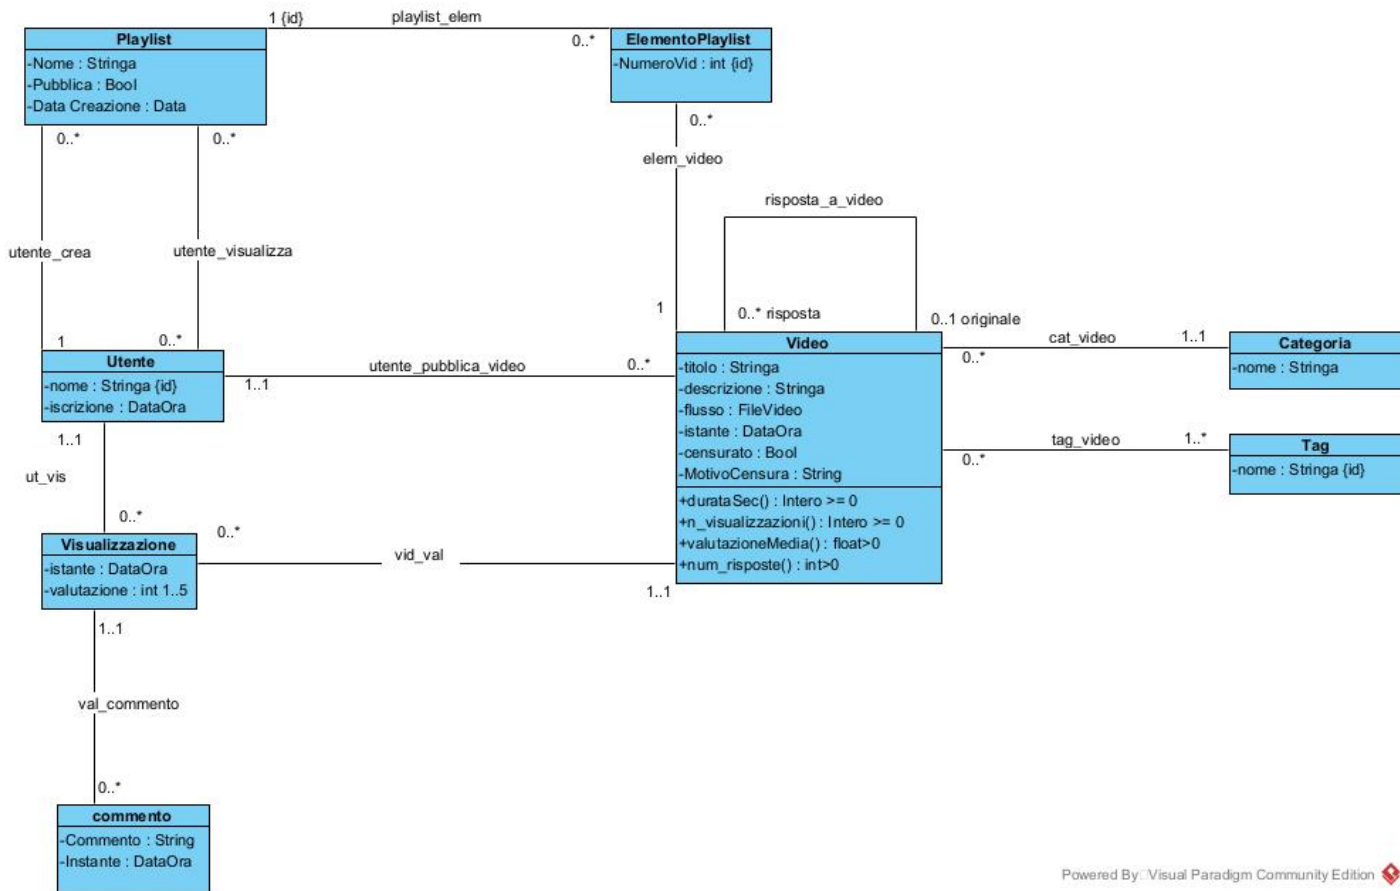 1 {id}
playlist_elem
0..*
Playlist
-Nome : Stringa
-Pubblica : Bool
-Data Creazione : Data
ElementoPlaylist
-NumeroVid : int {id}
0..*
0..*
0..*
elem_video
risposta_a_video
utente_crea
utente_visualizza
1
0..* risposta
0..1 originale
1
0..*
cat_video
1..1
0..*
Utente
-nome : Stringa {id}
-iscrizione : DataOra
1..1
utente_pubblica_video
0..*
Video
-titolo : Stringa
-descrizione : Stringa
-flusso : FileVideo
-istante : DataOra
-censurato : Bool
-MotivoCensura : String
+durataSec() : Intero >= 0
+n_visualizzazioni() : Intero >= 0
+valutazioneMedia() : float>0
+num_risposte() : int>0
Categoria
-nome : Stringa
tag_video
1..*
0..*
Tag
-nome : Stringa {id}
1..1
ut_vis
0..*
0..*
Visualizzazione
-istante : DataOra
-valutazione : int 1..5
vid_val
1..1
1..1
val_commento
0..*
commento
-Commento : String
-Instante : DataOra
Powered By Visual Paradigm Community Edition